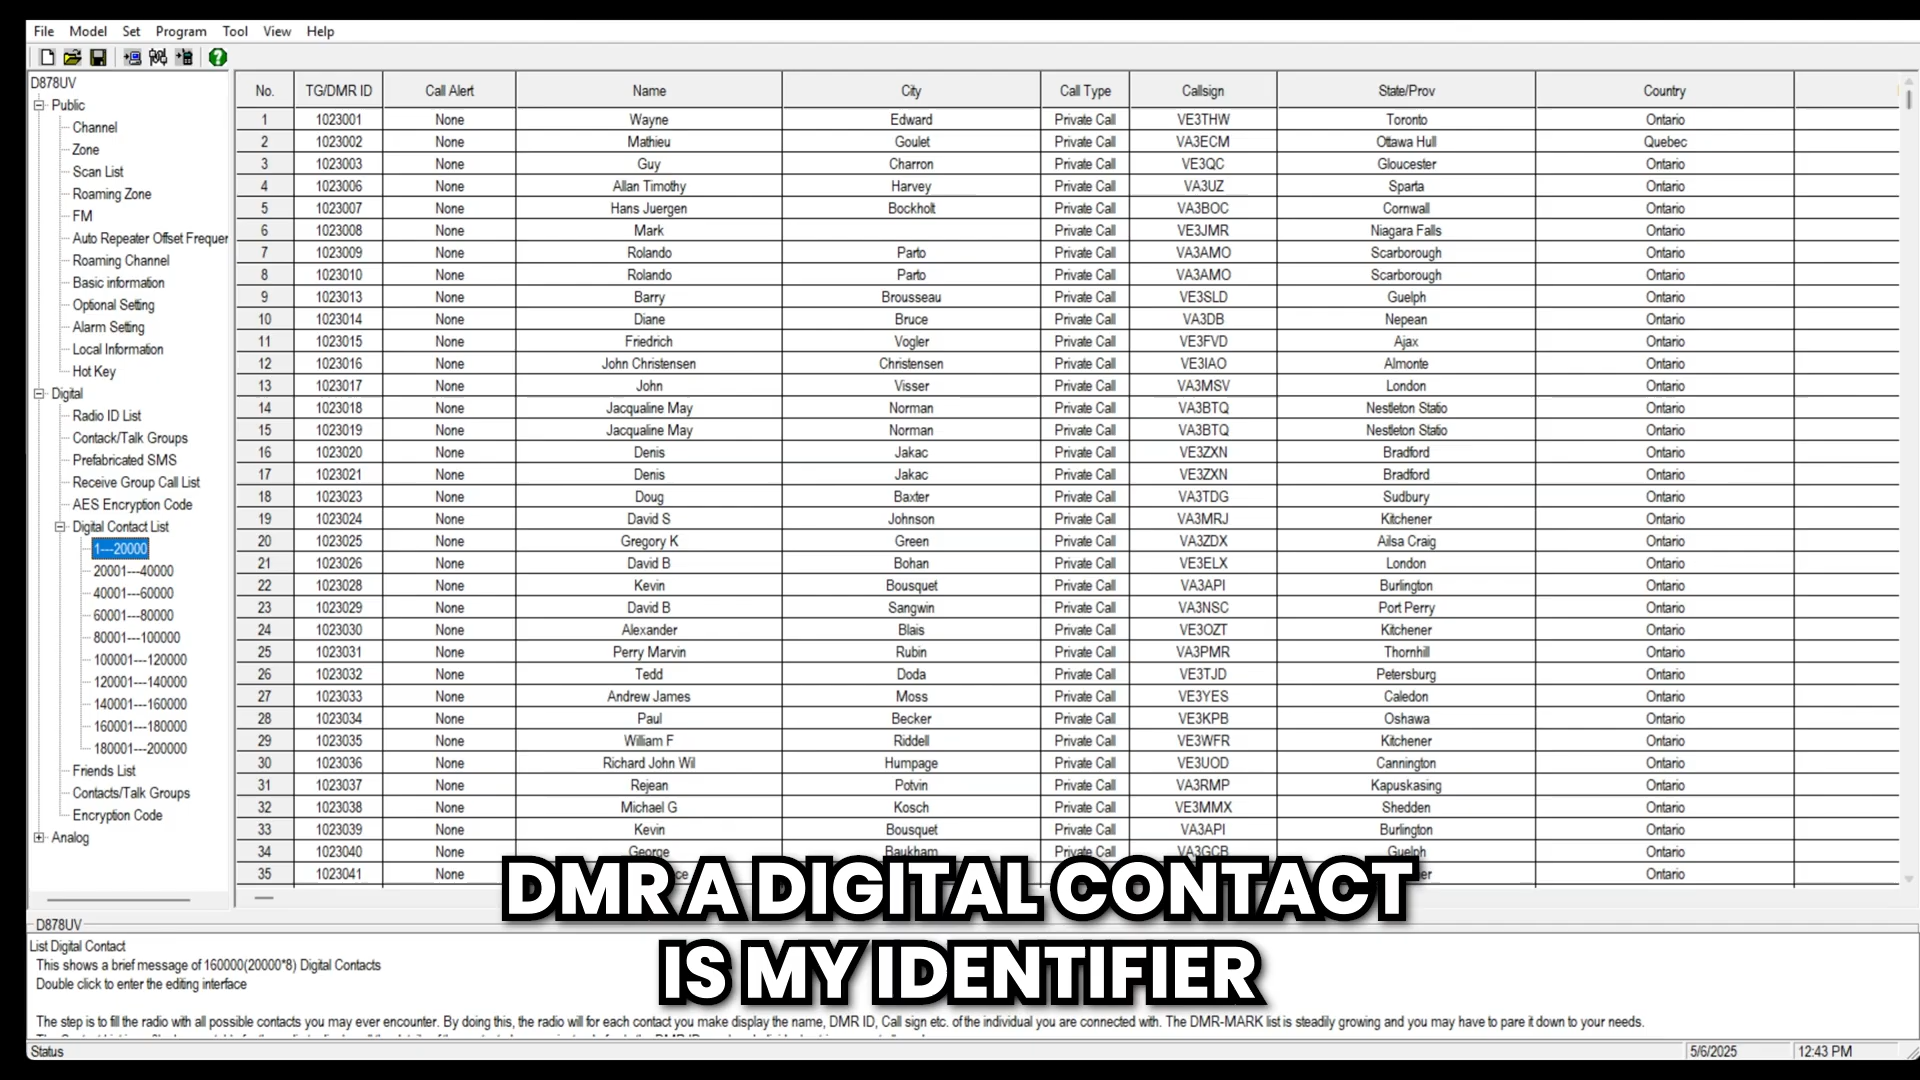 File Model Set Program Tool View Help
D878UV
Public
Channel
Zone
Scan List
Roaming Zone
FM
Auto Repeater Offset Frequer
Roaming Channel
Basic information
Optional Setting
Alarm Setting
Local Information
Hot Key
Digital
Radio ID List
Contack/Talk Groups
Prefabricated SMS
Receive Group Call List
AES Encryption Code
Digital Contact List
1---20000
20001---40000
40001---60000
60001---80000
80001---100000
100001---120000
120001---140000
140001---160000
160001---180000
180001---200000
Friends List
Contacts/Talk Groups
Encryption Code
Analog
No. TG/DMR ID Call Alert Name City Call Type Callsign State/Prov Country
1 1023001 None Wayne Edward Private Call VE3THW Toronto Ontario
2 1023002 None Mathieu Goulet Private Call VA3ECM Ottawa Hull Quebec
3 1023003 None Guy Charron Private Call VE3QC Gloucester Ontario
4 1023006 None Allan Timothy Harvey Private Call VA3UZ Sparta Ontario
5 1023007 None Hans Juergen Bockholt Private Call VA3BOC Cornwall Ontario
6 1023008 None Mark Private Call VE3JMR Niagara Falls Ontario
7 1023009 None Rolando Parto Private Call VA3AMO Scarborough Ontario
8 1023010 None Rolando Parto Private Call VA3AMO Scarborough Ontario
9 1023013 None Barry Brousseau Private Call VE3SLD Guelph Ontario
10 1023014 None Diane Bruce Private Call VA3DB Nepean Ontario
11 1023015 None Friedrich Vogler Private Call VE3FVD Ajax Ontario
12 1023016 None John Christensen Christensen Private Call VE3IAO Almonte Ontario
13 1023017 None John Visser Private Call VA3MSV London Ontario
14 1023018 None Jacqualine May Norman Private Call VA3BTQ Nestleton Statio Ontario
15 1023019 None Jacqualine May Norman Private Call VA3BTQ Nestleton Statio Ontario
16 1023020 None Denis Jakac Private Call VE3ZXN Bradford Ontario
17 1023021 None Denis Jakac Private Call VE3ZXN Bradford Ontario
18 1023023 None Doug Baxter Private Call VA3TDG Sudbury Ontario
19 1023024 None David S Johnson Private Call VA3MRJ Kitchener Ontario
20 1023025 None Gregory K Green Private Call VA3ZDX Ailsa Craig Ontario
21 1023026 None David B Bohan Private Call VE3ELX London Ontario
22 1023028 None Kevin Bousquet Private Call VA3API Burlington Ontario
23 1023029 None David B Sangwin Private Call VA3NSC Port Perry Ontario
24 1023030 None Alexander Blais Private Call VE3OZT Kitchener Ontario
25 1023031 None Perry Marvin Rubin Private Call VA3PMR Thornhill Ontario
26 1023032 None Tedd Doda Private Call VE3TJD Petersburg Ontario
27 1023033 None Andrew James Moss Private Call VE3YES Caledon Ontario
28 1023034 None Paul Becker Private Call VE3KPB Oshawa Ontario
29 1023035 None William F Riddell Private Call VE3WFR Kitchener Ontario
30 1023036 None Richard John Wil Humpage Private Call VE3UOD Cannington Ontario
31 1023037 None Rejean Potvin Private Call VA3RMP Kapuskasing Ontario
32 1023038 None Michael G Kosch Private Call VE3MMX Shedden Ontario
33 1023039 None Kevin Bousquet Private Call VA3API Burlington Ontario
34 1023040 None George Baukham Private Call VA3GCB Guelph Ontario
35 1023041 None Ontario
DMR A DIGITAL CONTACT
IS MY IDENTIFIER
D878UV
List Digital Contact
This shows a brief message of 160000(20000*8) Digital Contacts
Double click to enter the editing interface
The step is to fill the radio with all possible contacts you may ever encounter. By doing this, the radio will for each contact you make display the name, DMR ID, Call sign etc. of the individual you are connected with. The DMR-MARK list is steadily growing and you may have to pare it down to your needs.
Status 5/6/2025 12:43 PM